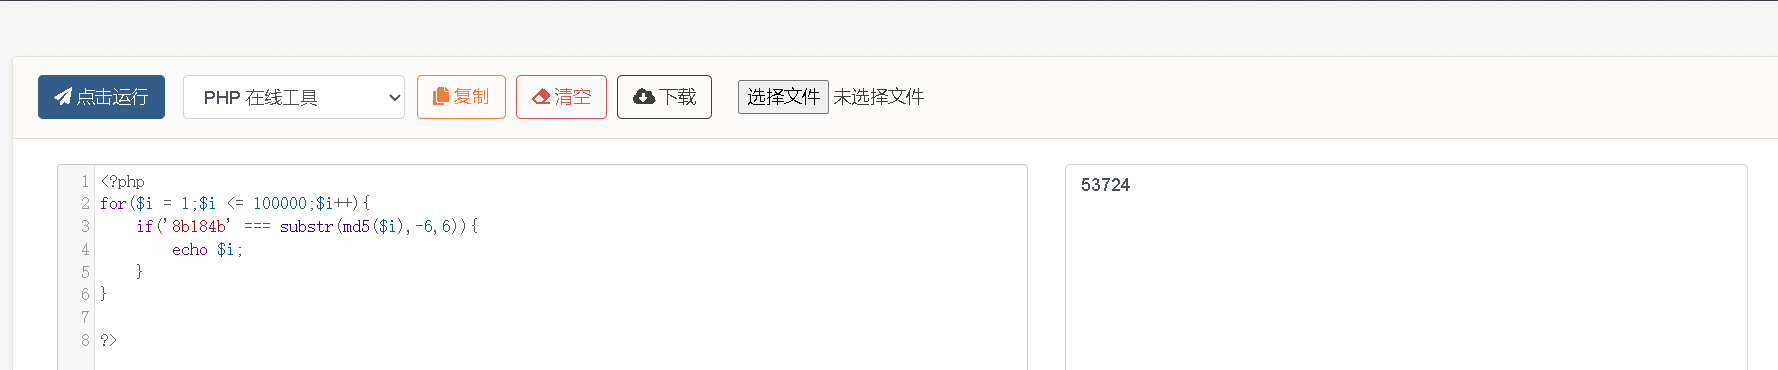 点击运行 PHP 在线工具 复制 清空 下载 选择文件 未选择文件
1 <?php
2 for($i = 1;$i <= 100000;$i++){
3     if('8b184b' === substr(md5($i),-6,6)){
4         echo $i;
5     }
6 }
7
8 ?>
53724